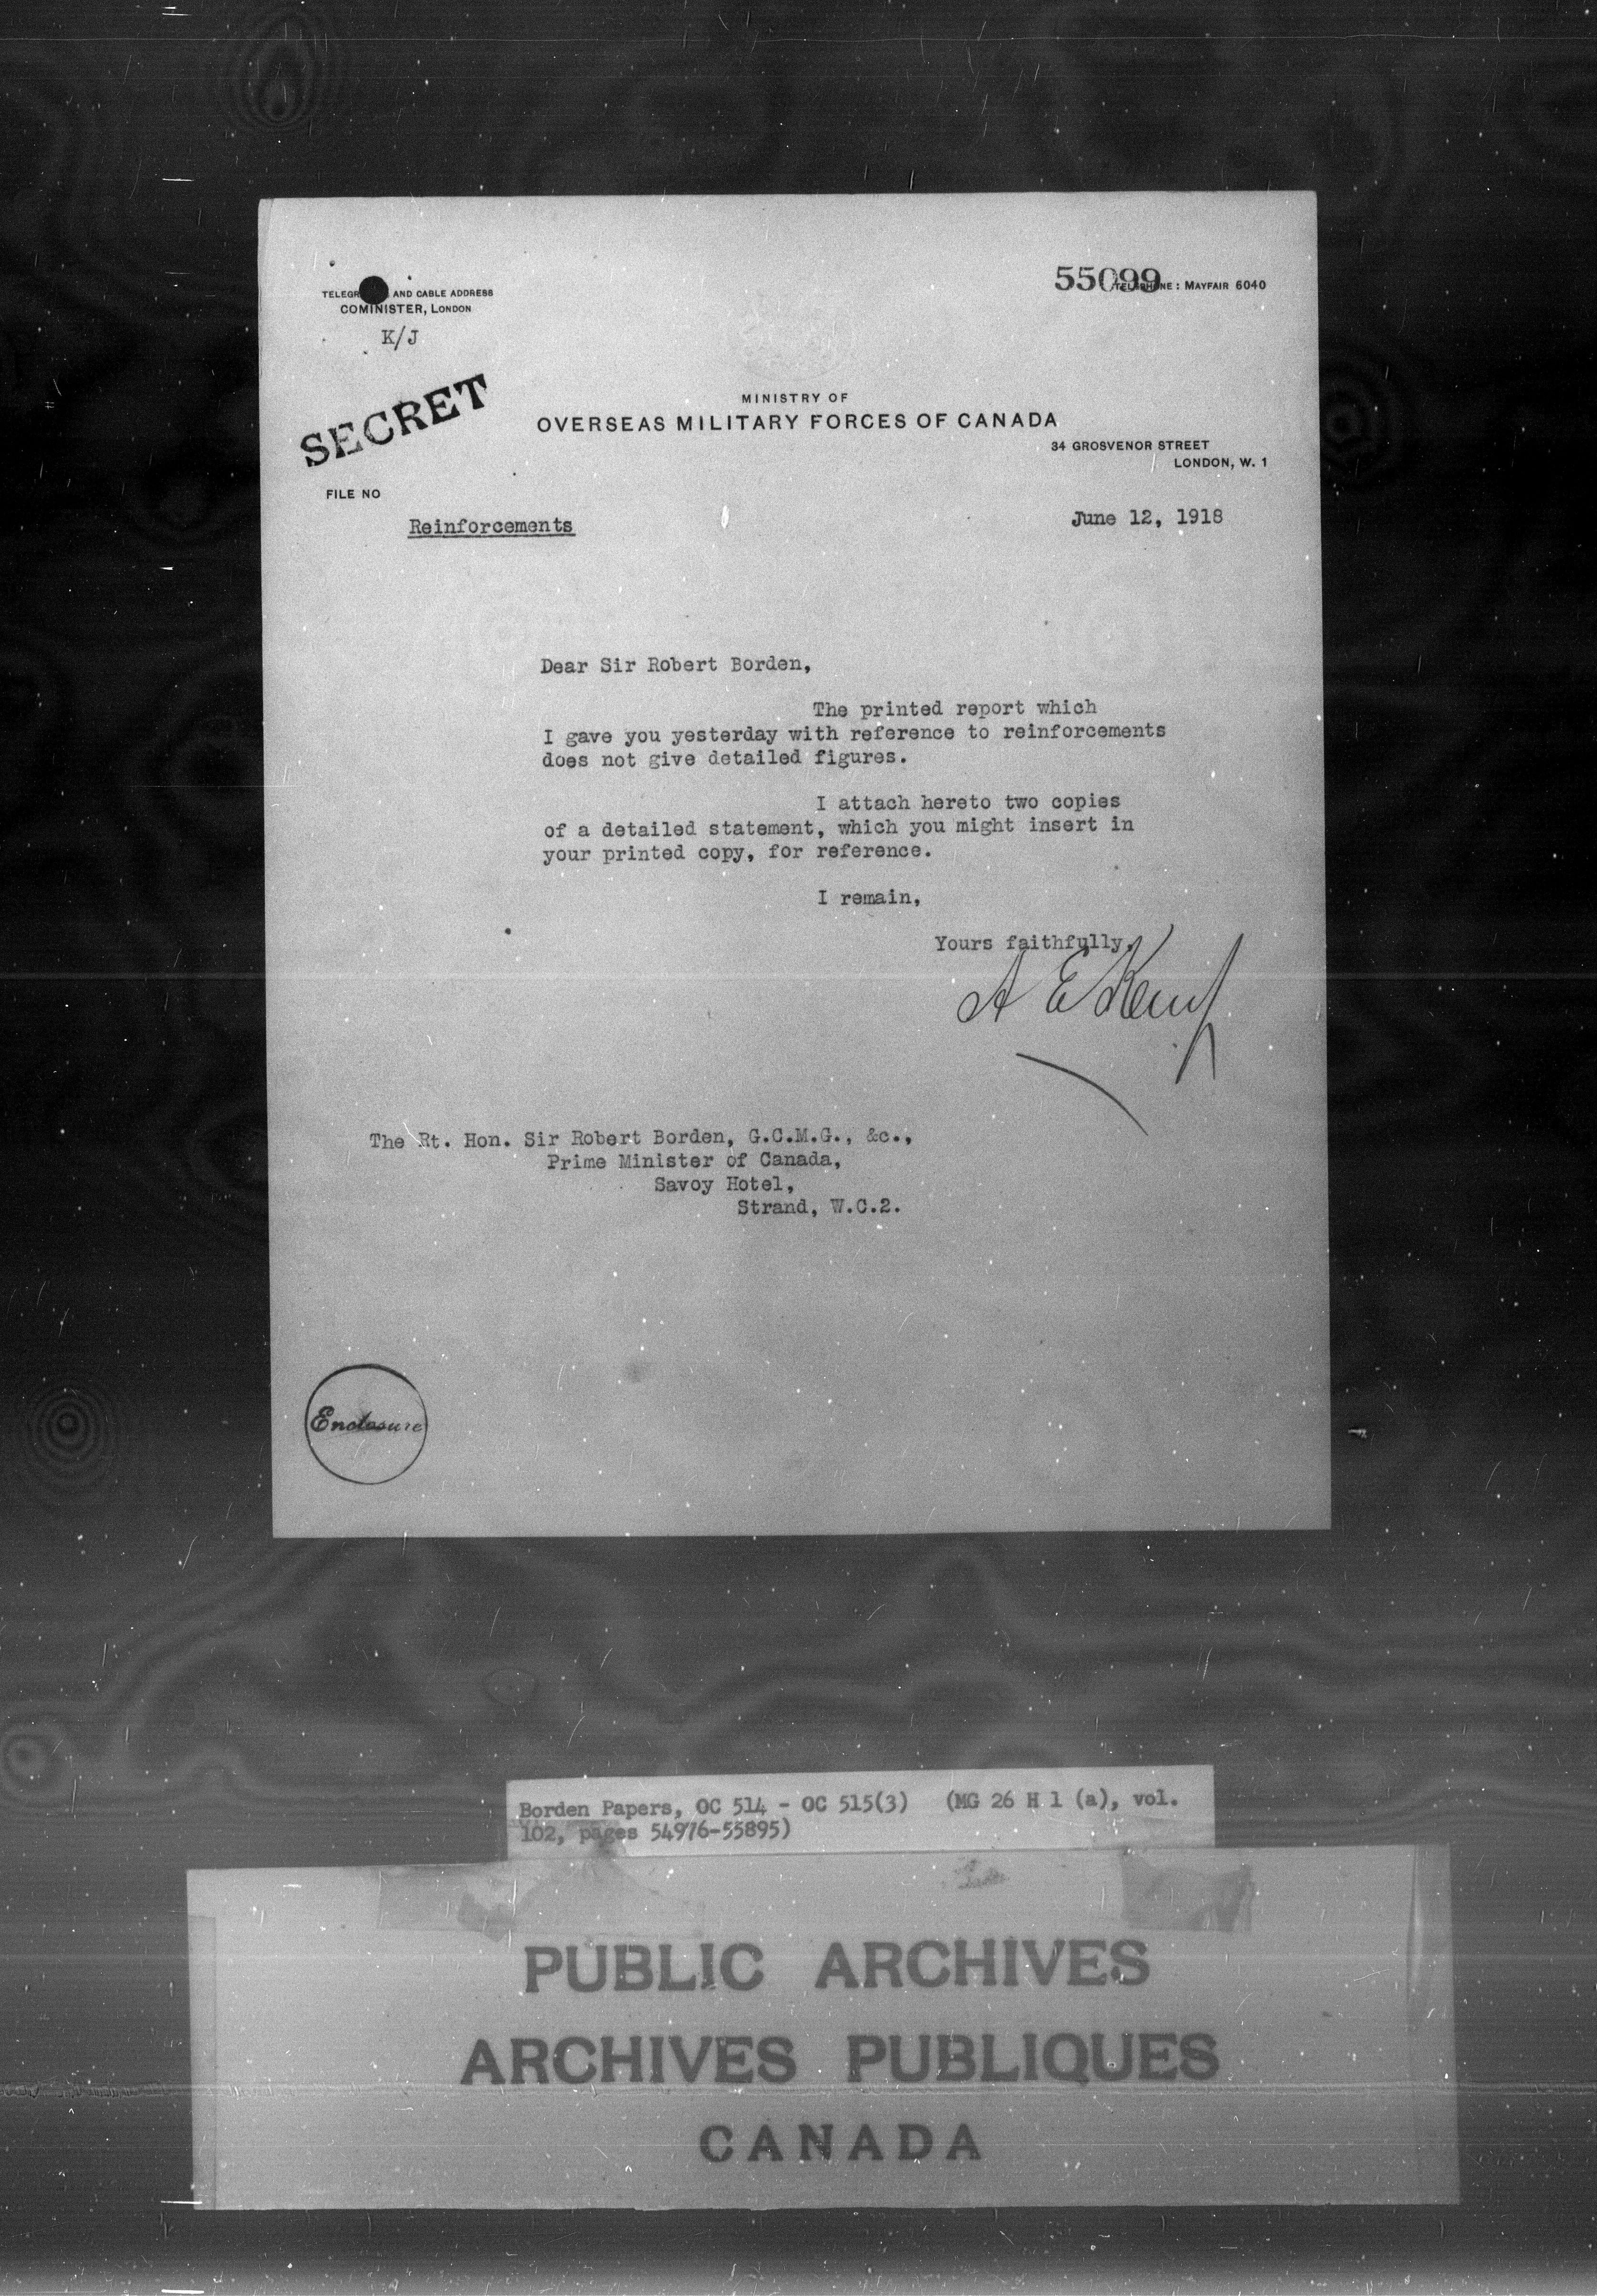 55099
TELEPHONE: MAYFAIR 6040
AND CABLE ADDRESS
COMINISTER, LONDON
K/J
SECRET
MINISTRY OF
OVERSEAS MILITARY FORCES OF CANADA
34 GROSVENOR STREET
LONDON, W. 1
FILE NO
Reinforcements
June 12, 1918
Dear Sir Robert Borden,
The printed report which
I gave you yesterday with reference to reinforcements
does not give detailed figures.
I attach hereto two copies
of a detailed statement, which you might insert in
your printed copy, for reference.
I remain,
Yours faithfully,
A E Kemp
The Rt. Hon. Sir Robert Borden, G.C.M.G., &c.,
Prime Minister of Canada,
Savoy Hotel,
Strand, W.C.2.
Enclosure
Borden Papers, OC 514 - OC 515(3) (MG 26 H 1 (a), vol.
102, pages 54976-55895)
PUBLIC ARCHIVES
ARCHIVES PUBLIQUES
CANADA